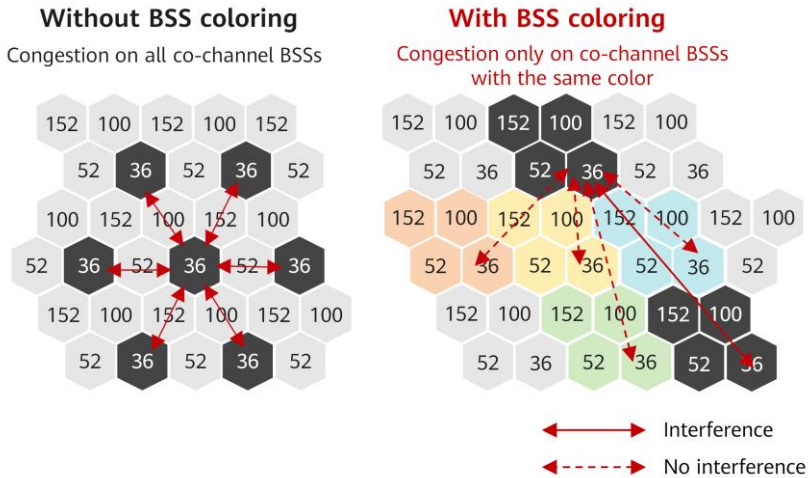 Without BSS coloring
Congestion on all co-channel BSSs
152 100 152 100 152
52 36 52 36 52
100 152 100 152 100
52 36 52 36 52 36
152 100 152 100 152 100
52 36 52 36 52
With BSS coloring
Congestion only on co-channel BSSs
with the same color
152 100 152 100 152 100
52 36 52 36 52 36
152 100 152 100 152 100 152 100
52 36 52 36 52 36 52
152 100 152 100 152 100
52 36 52 36 52 36
Interference
No interference